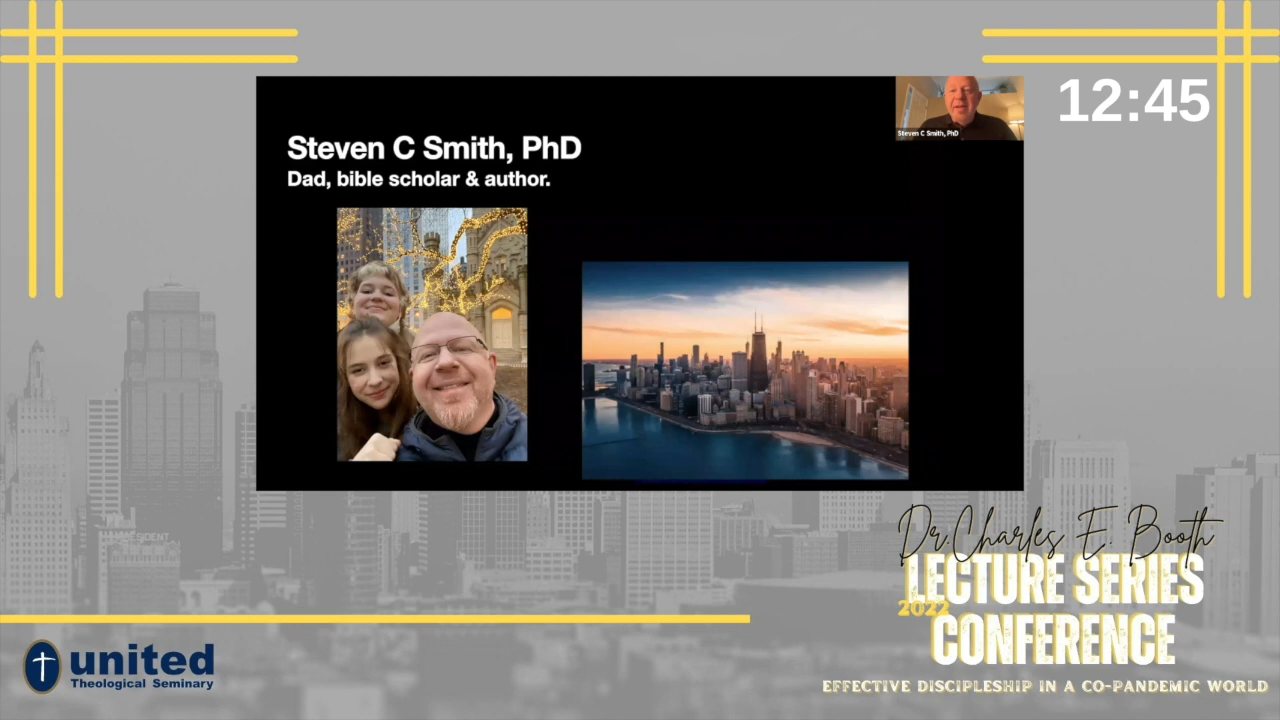 12:45
Steven C Smith, PhD
Steven C Smith, PhD
Dad, bible scholar & author.
PRESIDENT
Dr. Charles E. Booth
LECTURE SERIES
2022
CONFERENCE
EFFECTIVE DISCIPLESHIP IN A CO-PANDEMIC WORLD
united
Theological Seminary